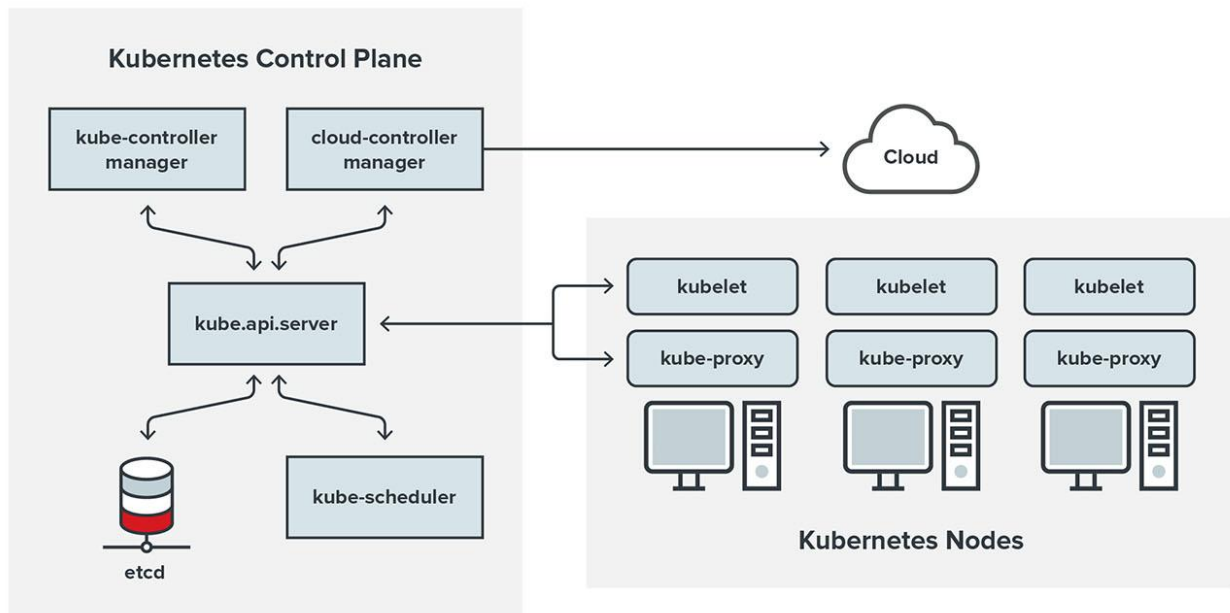 Kubernetes Control Plane
kube-controller
manager
cloud-controller
manager
Cloud
kube.api.server
kubelet
kubelet
kubelet
kube-proxy
kube-proxy
kube-proxy
kube-scheduler
etcd
Kubernetes Nodes